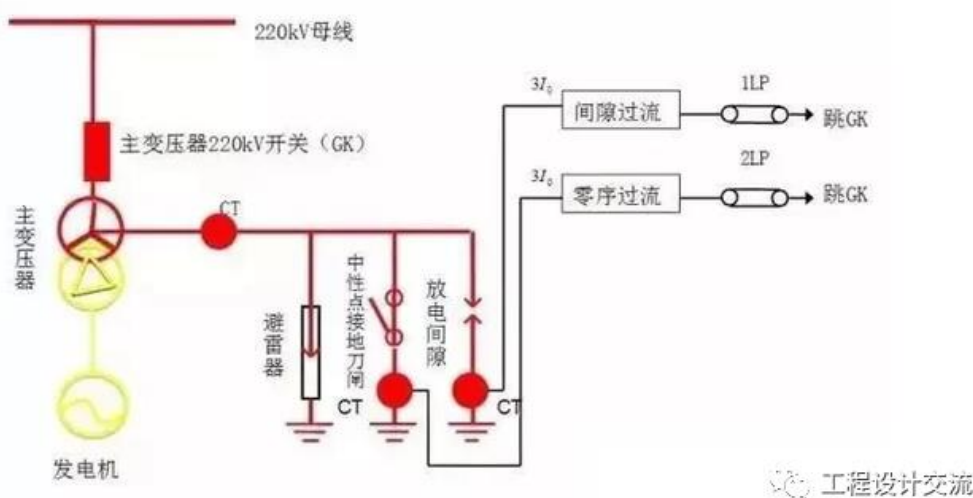 220kV母线
主变压器220kV开关（GK）
主变压器
CT
3I₀
间隙过流
1LP
跳GK
3I₀
零序过流
2LP
跳GK
避雷器
中性点接地刀闸
放电间隙
CT
CT
发电机
工程设计交流